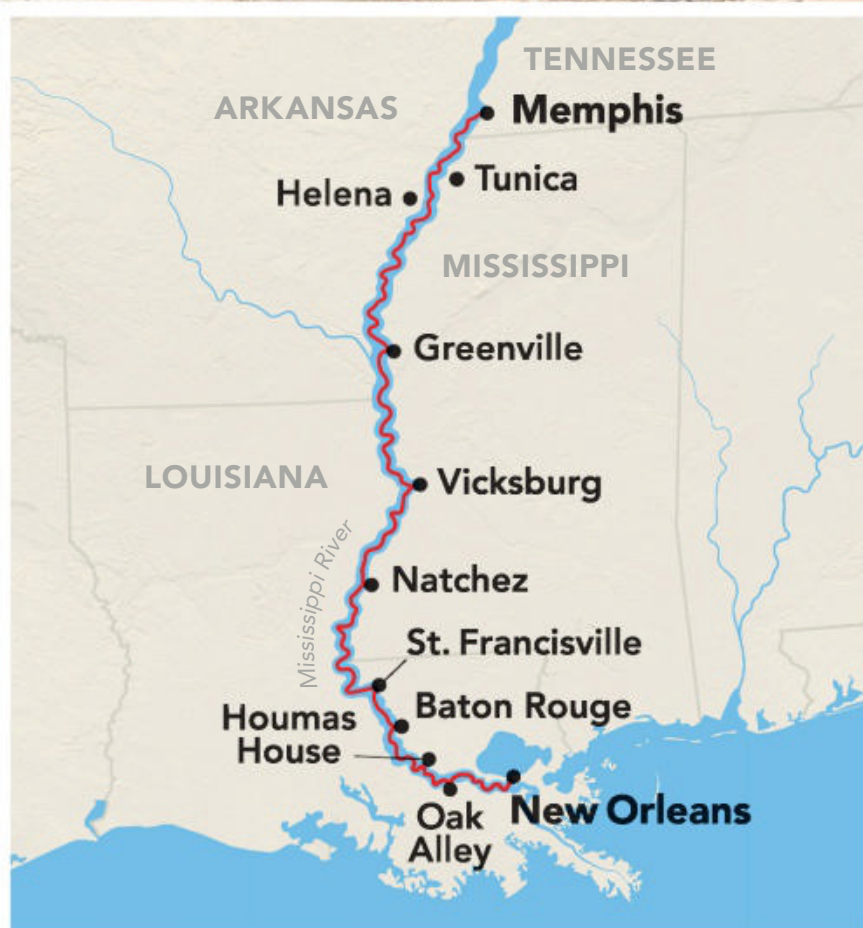 TENNESSEE
ARKANSAS
Memphis
Tunica
Helena
MISSISSIPPI
Greenville
LOUISIANA
Vicksburg
Mississippi River
Natchez
St. Francisville
Baton Rouge
Houmas
House
New Orleans
Oak
Alley